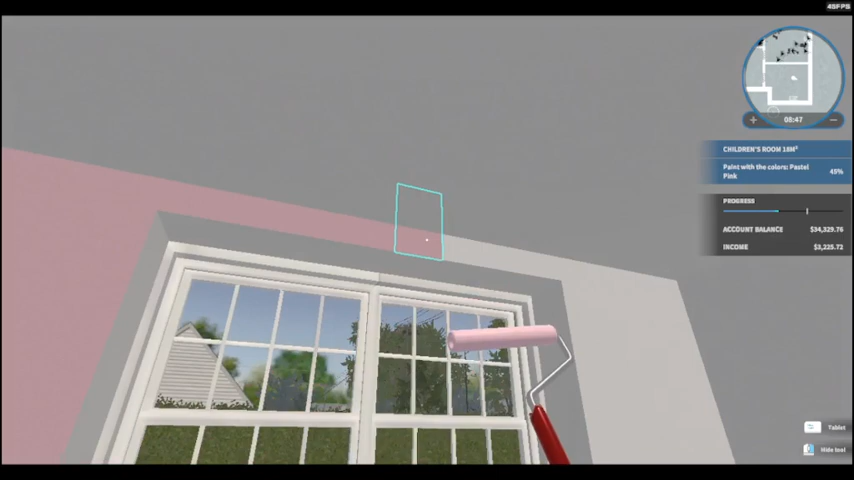 45FPS
08:47
CHILDREN'S ROOM 18M²
Paint with the colors: Pastel
Pink
45%
PROGRESS
ACCOUNT BALANCE $34,329.76
INCOME $3,225.72
Tablet
Hide tool